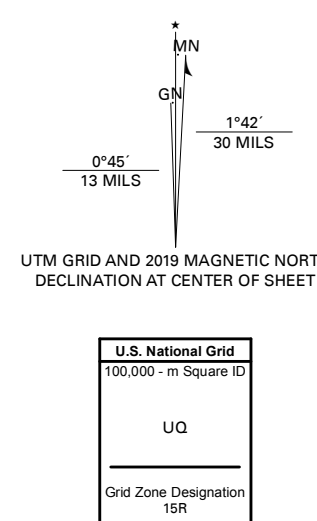 ★
MN
GN
1°42´
30 MILS
0°45´
13 MILS
UTM GRID AND 2019 MAGNETIC NORT
DECLINATION AT CENTER OF SHEET
U.S. National Grid
100,000 - m Square ID
UQ
Grid Zone Designation
15R